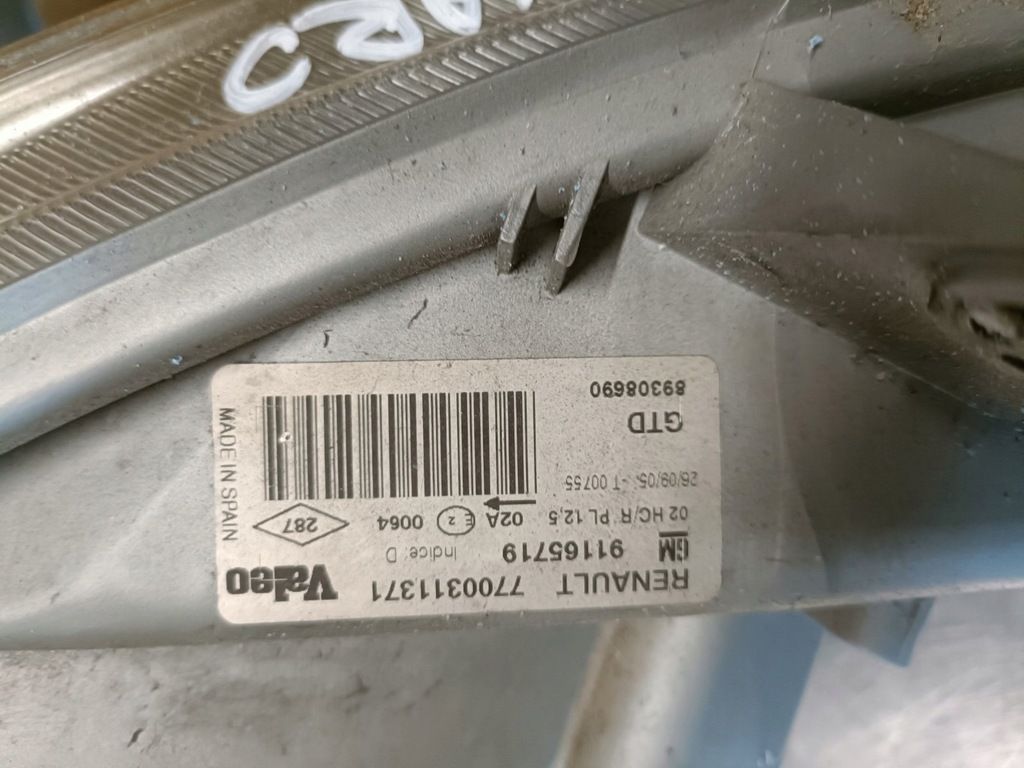 RENAULT 7700311371 Valeo
GM 91165719 Indice: D
02 HC/R PL 12,5 02A E2 0064 287
26/09/05 -T 00755
GTD
89308690
MADE IN SPAIN